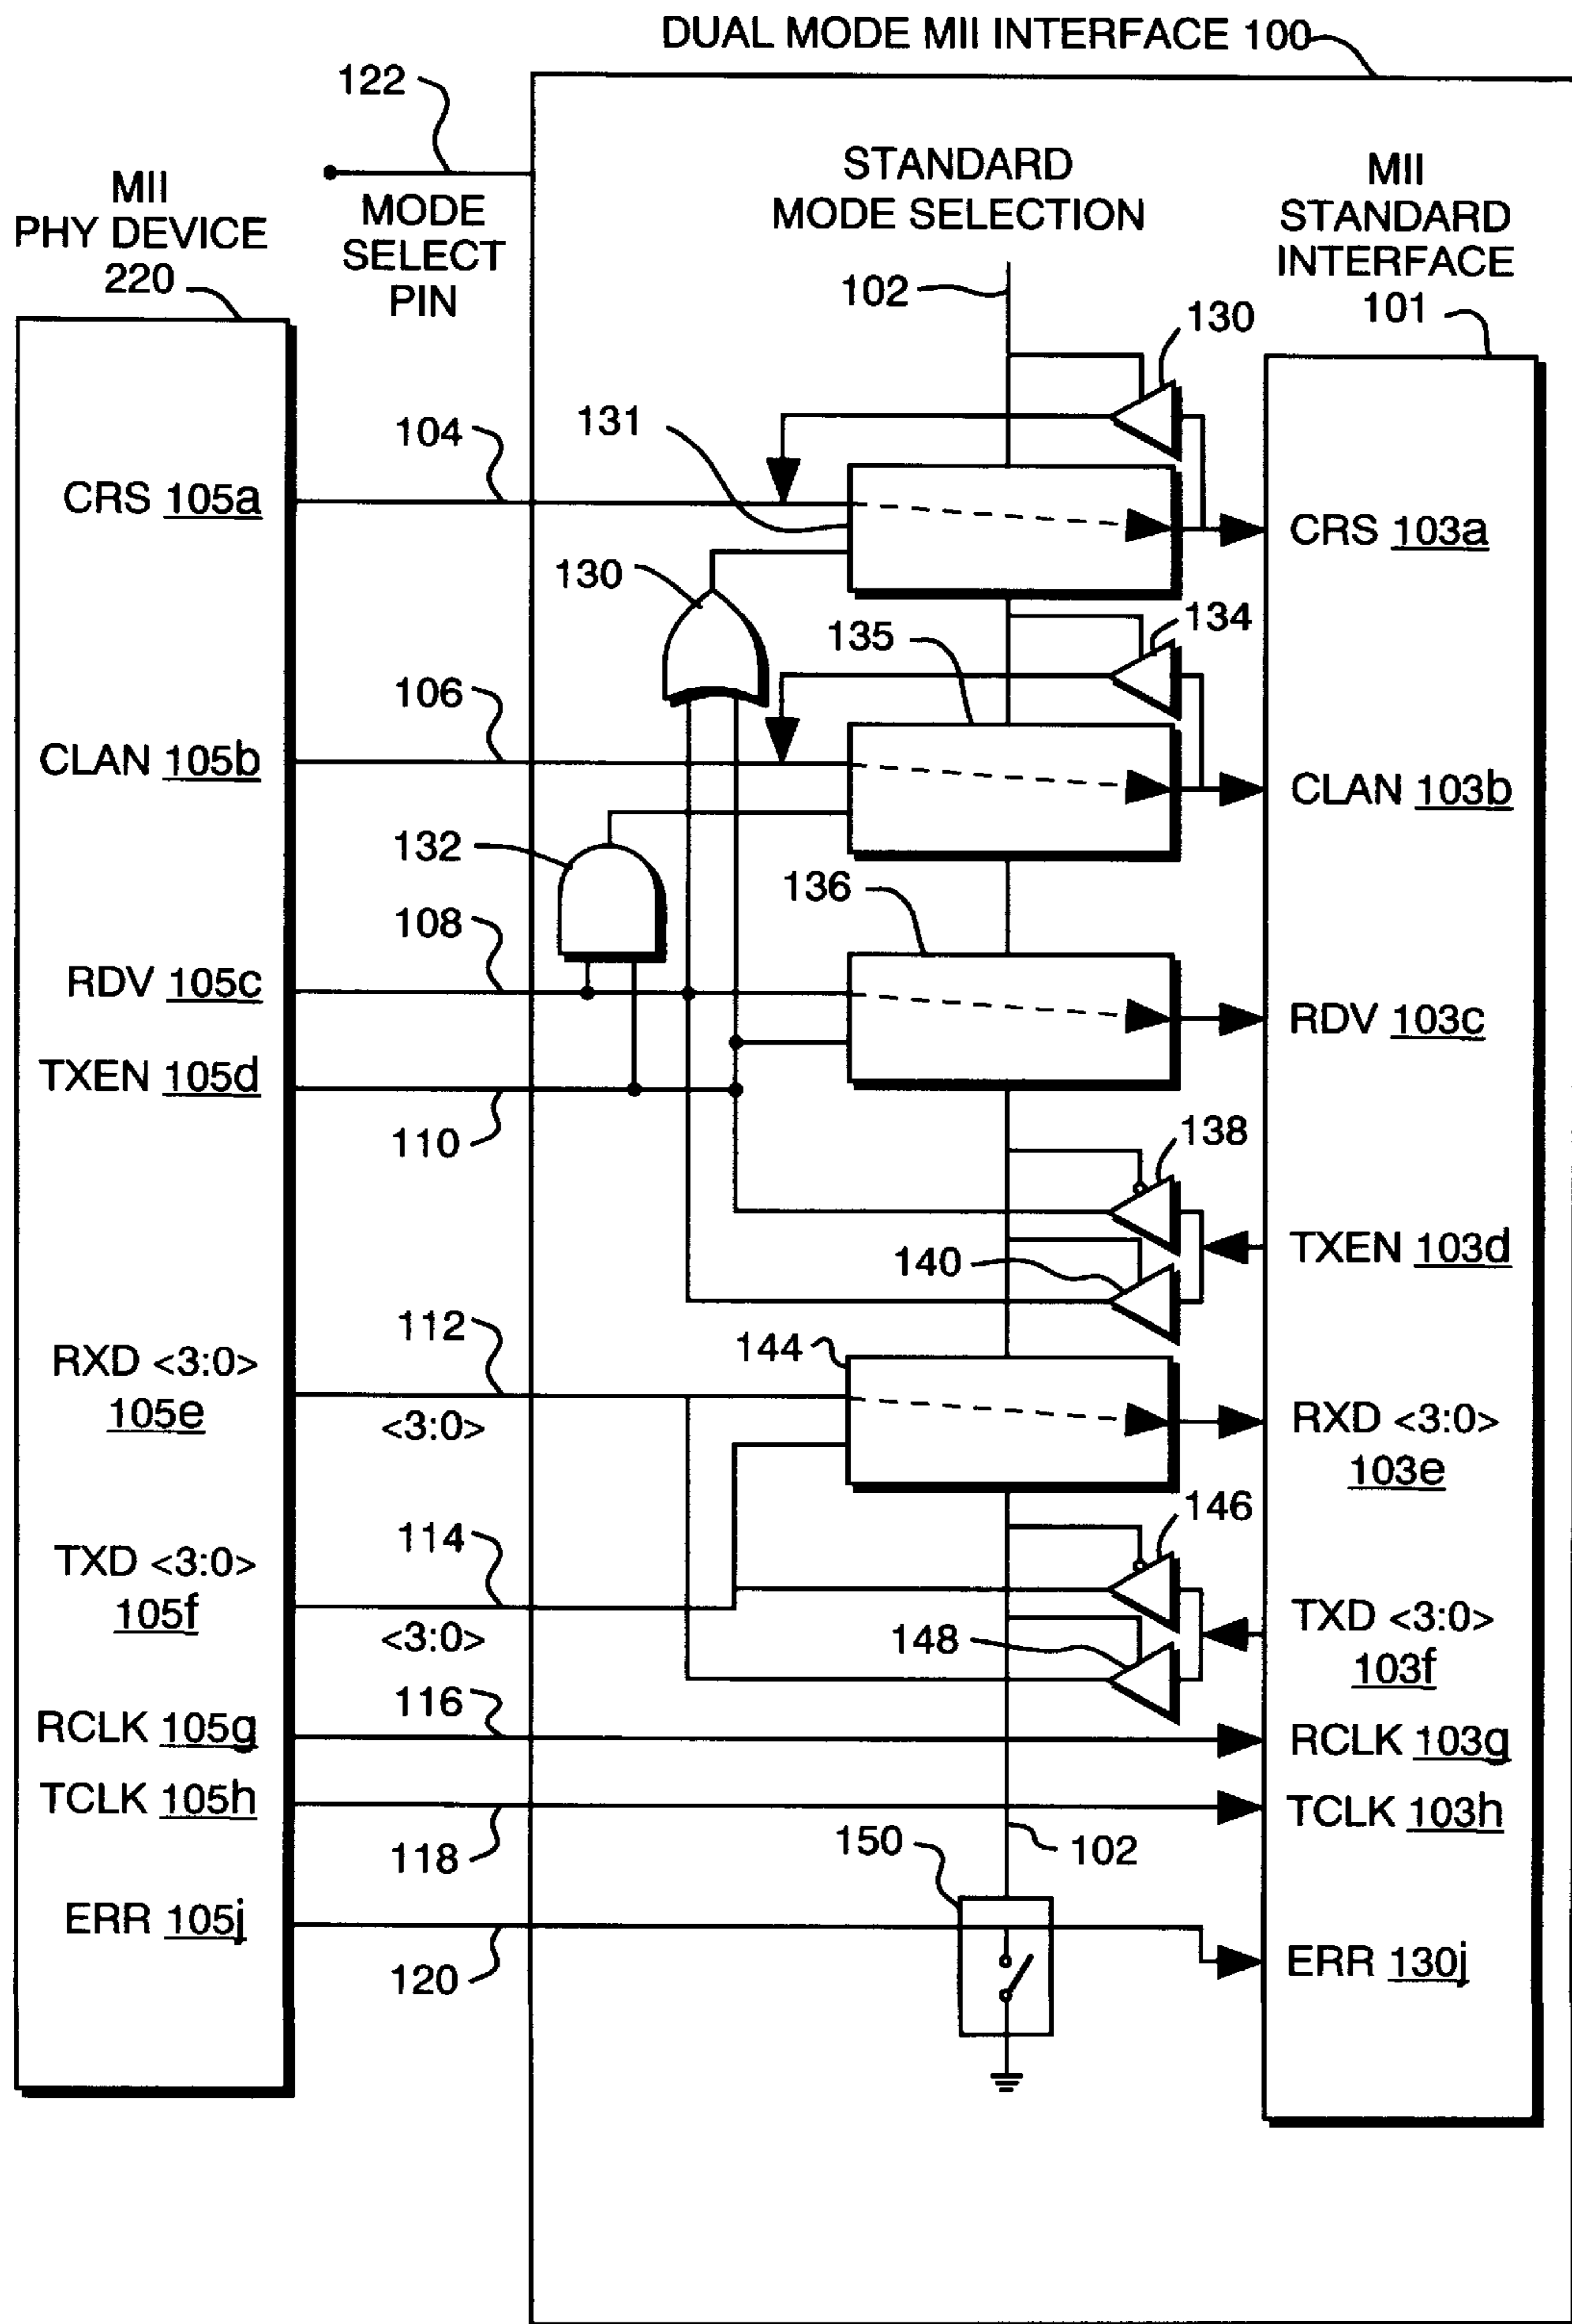 DUAL MODE MII INTERFACE 100
122
MII
PHY DEVICE
220
MODE
SELECT
PIN
STANDARD
MODE SELECTION
102
MII
STANDARD
INTERFACE
101
130
131
104
CRS 105a
CRS 103a
130
134
135
106
CLAN 105b
CLAN 103b
132
136
108
RDV 105c
RDV 103c
TXEN 105d
110
138
TXEN 103d
140
112
144
RXD <3:0>
105e
<3:0>
RXD <3:0>
103e
146
114
TXD <3:0>
105f
<3:0>
TXD <3:0>
103f
148
116
RCLK 105g
RCLK 103g
TCLK 105h
TCLK 103h
118
150
102
ERR 105j
120
ERR 130j